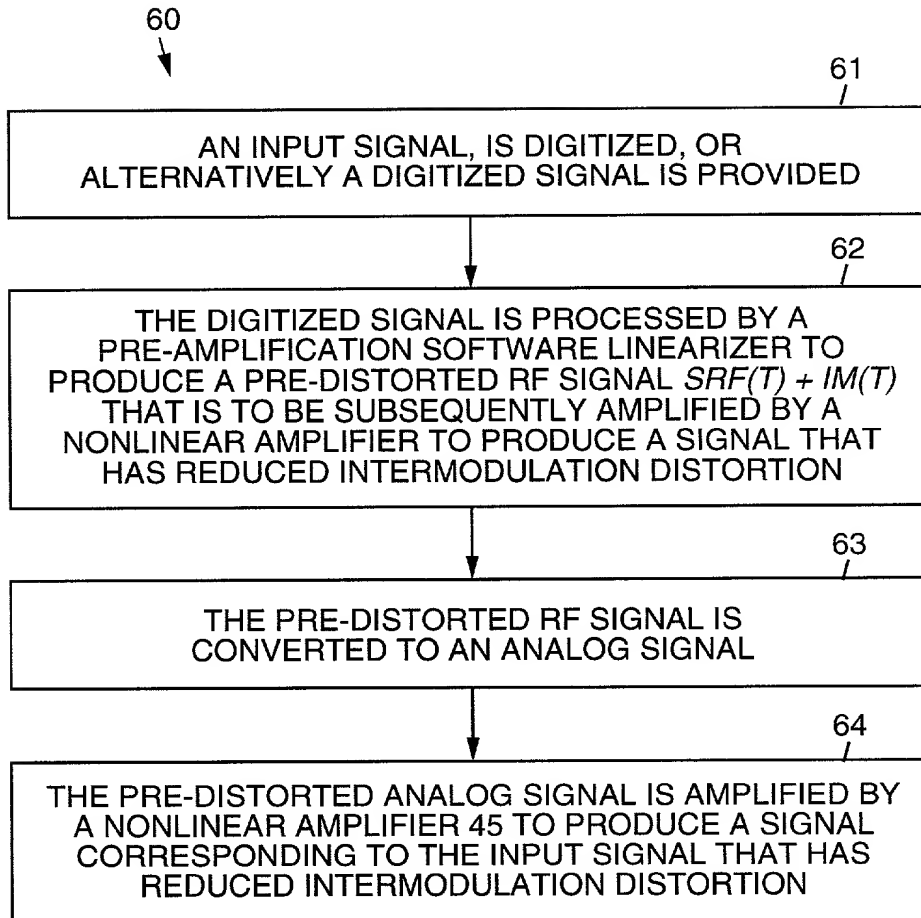 60
61
AN INPUT SIGNAL, IS DIGITIZED, OR
ALTERNATIVELY A DIGITIZED SIGNAL IS PROVIDED
62
THE DIGITIZED SIGNAL IS PROCESSED BY A
PRE-AMPLIFICATION SOFTWARE LINEARIZER TO
PRODUCE A PRE-DISTORTED RF SIGNAL SRF(T) + IM(T)
THAT IS TO BE SUBSEQUENTLY AMPLIFIED BY A
NONLINEAR AMPLIFIER TO PRODUCE A SIGNAL THAT
HAS REDUCED INTERMODULATION DISTORTION
63
THE PRE-DISTORTED RF SIGNAL IS
CONVERTED TO AN ANALOG SIGNAL
64
THE PRE-DISTORTED ANALOG SIGNAL IS AMPLIFIED BY
A NONLINEAR AMPLIFIER 45 TO PRODUCE A SIGNAL
CORRESPONDING TO THE INPUT SIGNAL THAT HAS
REDUCED INTERMODULATION DISTORTION